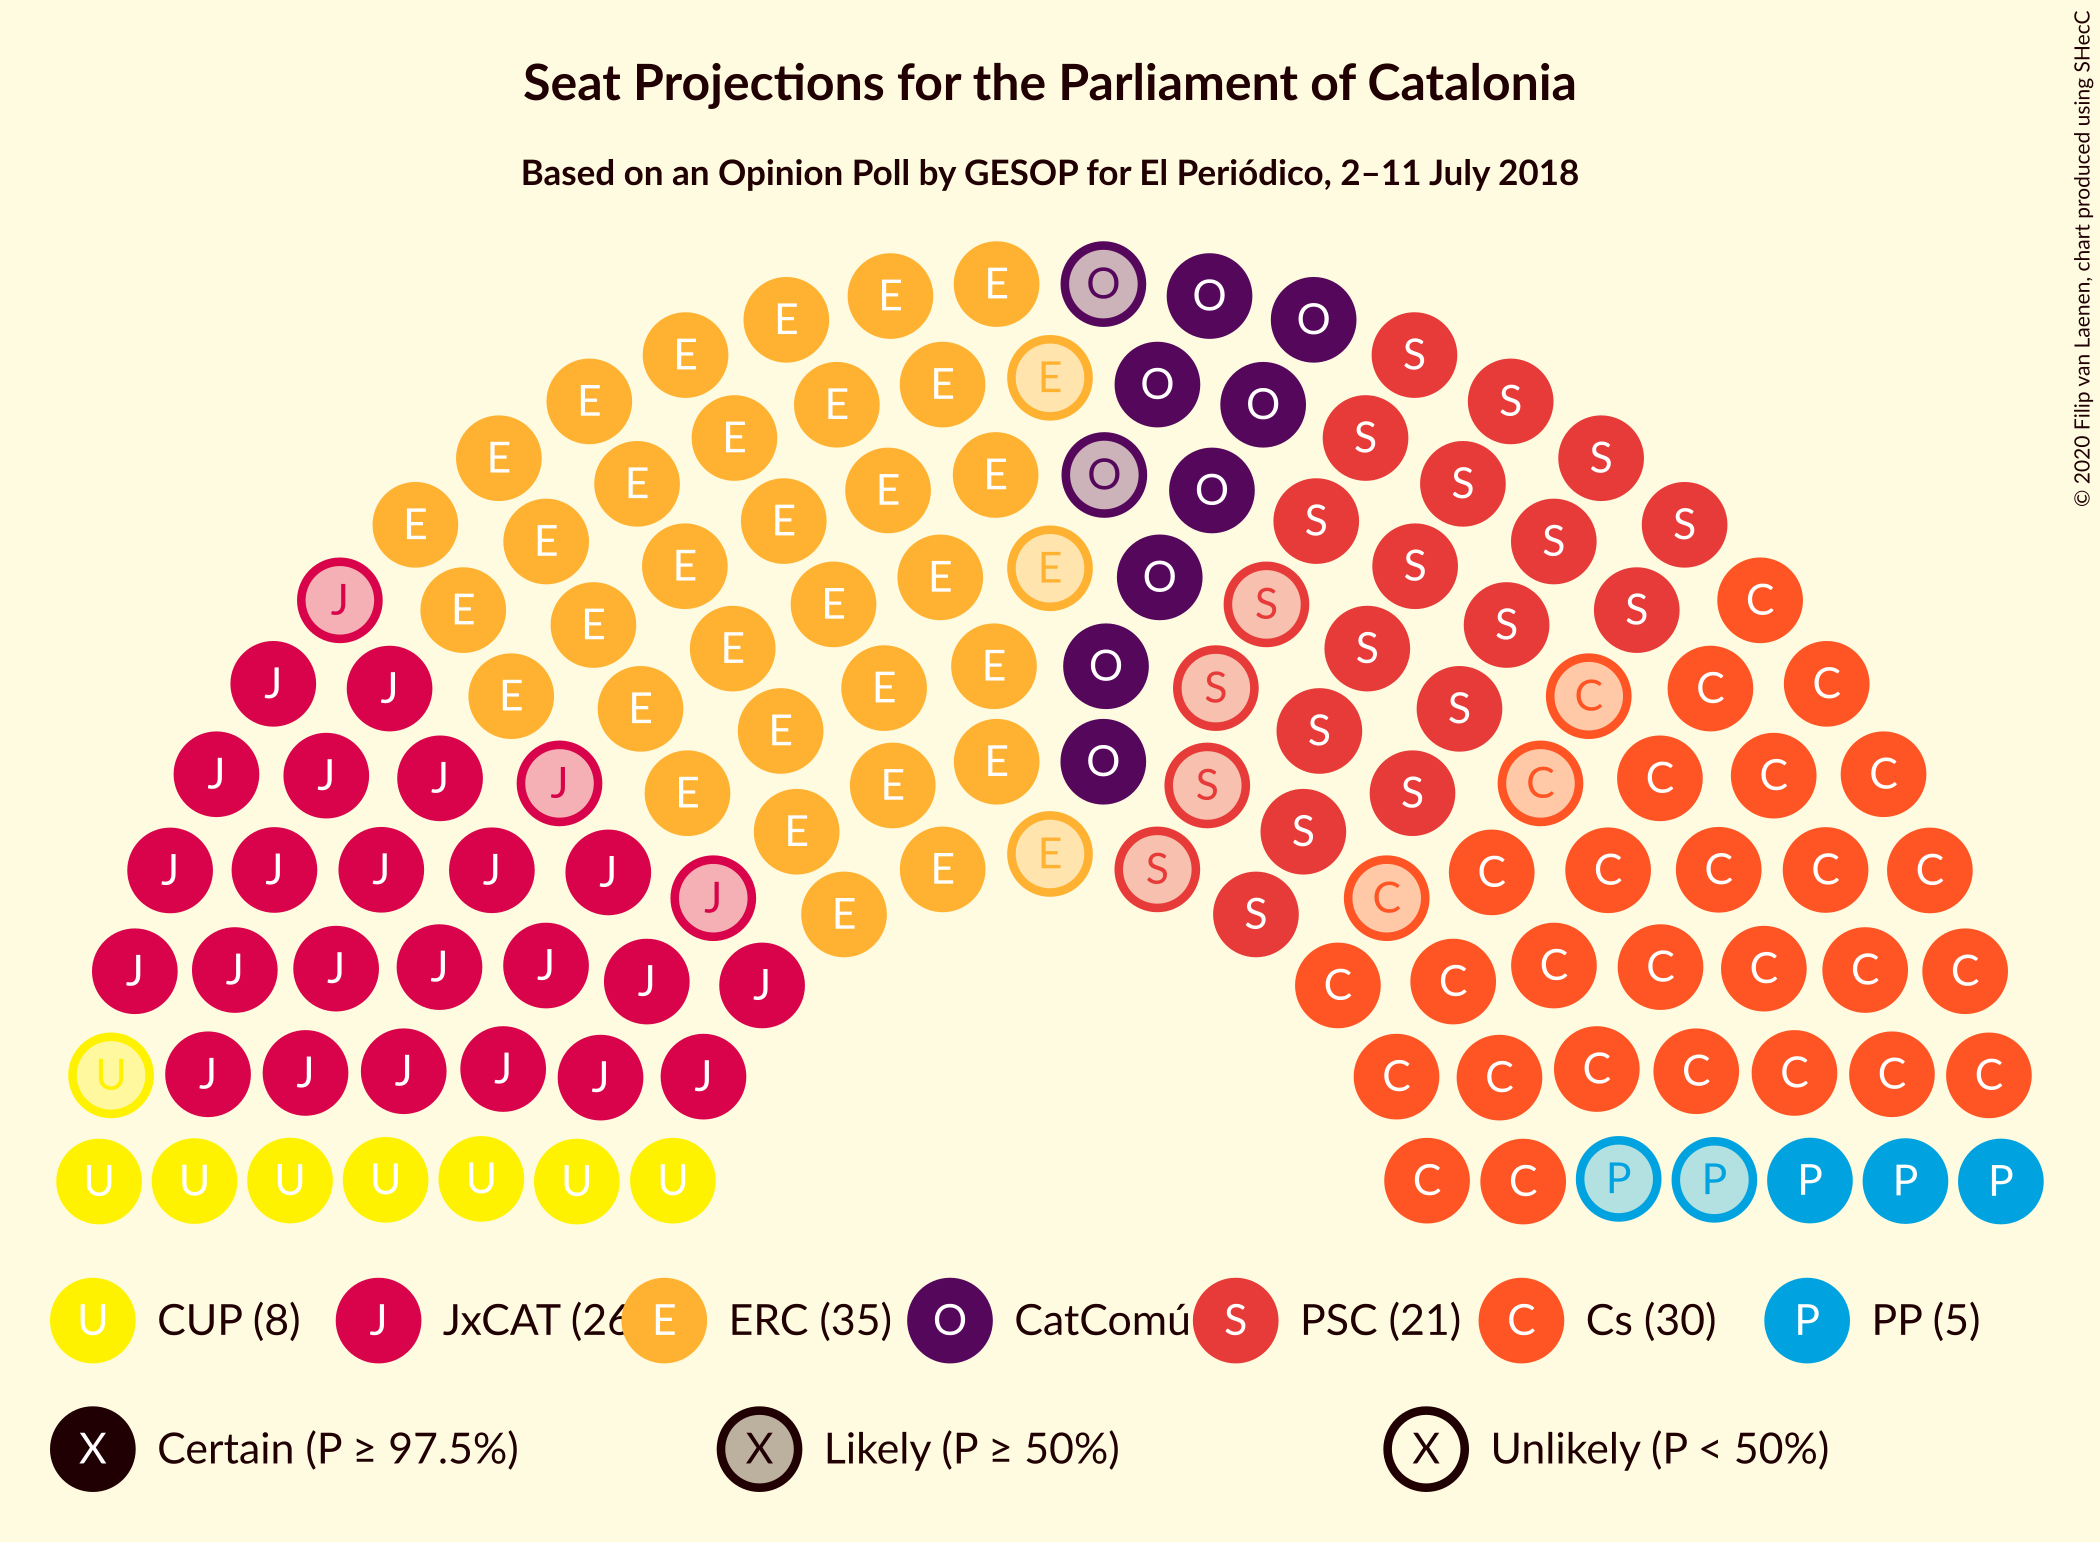 Seat Projections for the Parliament of Catalonia
Based on an Opinion Poll by GESOP for El Periódico, 2–11 July 2018
© 2020 Filip van Laenen, chart produced using SHecC
O
E E O
E O
E S
E E O S
E E O S
E S
E E O S
E E O S
E S
E E S
E E S
E E O S
J C
E E S S
E E S S
E E S S
E O
J J C C
E E S C
E E S S
E E S S
J J J J C C C C
E E S S
E O
E E S S
J J J J J J C C C C C C
E E S S
E
J J J J J J J C C C C C C C
U J J J J J J C C C C C C C
U U U U U U U C C P P P P P
U CUP (8) J JxCAT (26 E ERC (35) O CatComú S PSC (21) C Cs (30) P PP (5)
X Certain (P ≥ 97.5%) X Likely (P ≥ 50%) X Unlikely (P < 50%)